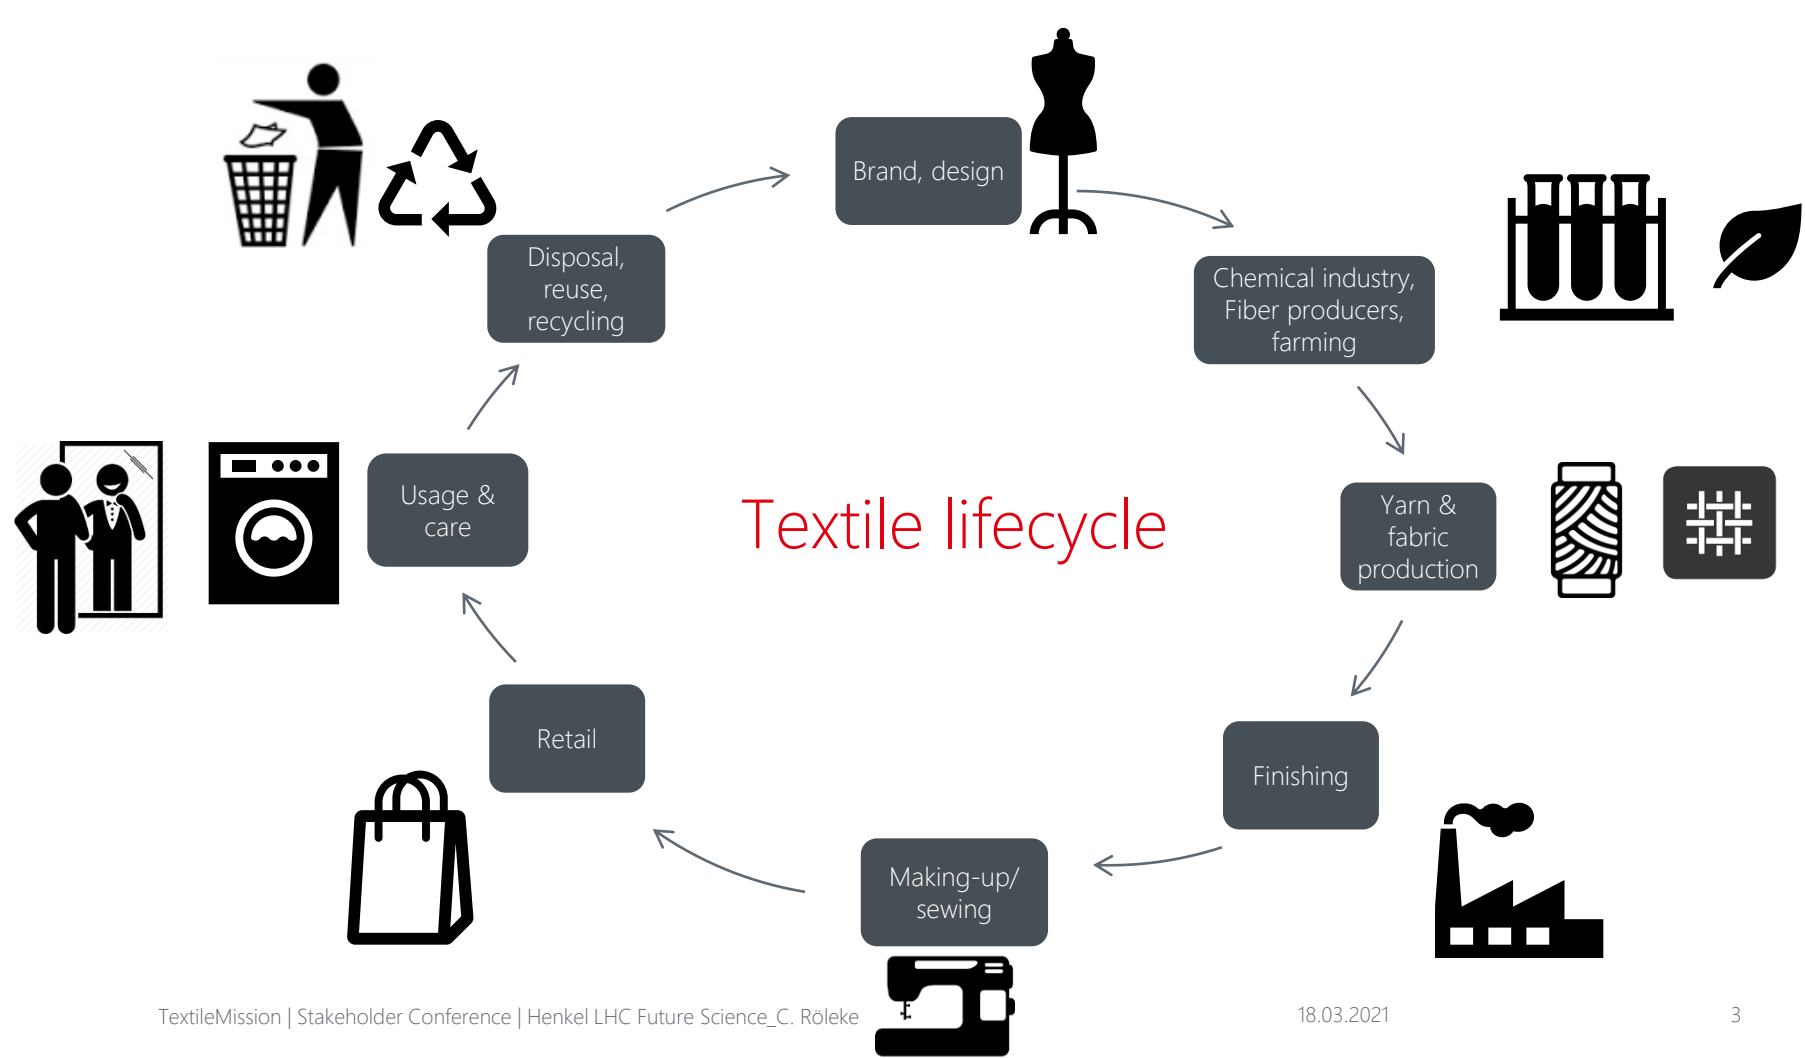 Brand, design
Chemical industry,
Fiber producers,
farming
Yarn &
fabric
production
Finishing
Making-up/
sewing
Retail
Usage &
care
Disposal,
reuse,
recycling
Textile lifecycle
TextileMission | Stakeholder Conference | Henkel LHC Future Science_C. Röleke
18.03.2021
3